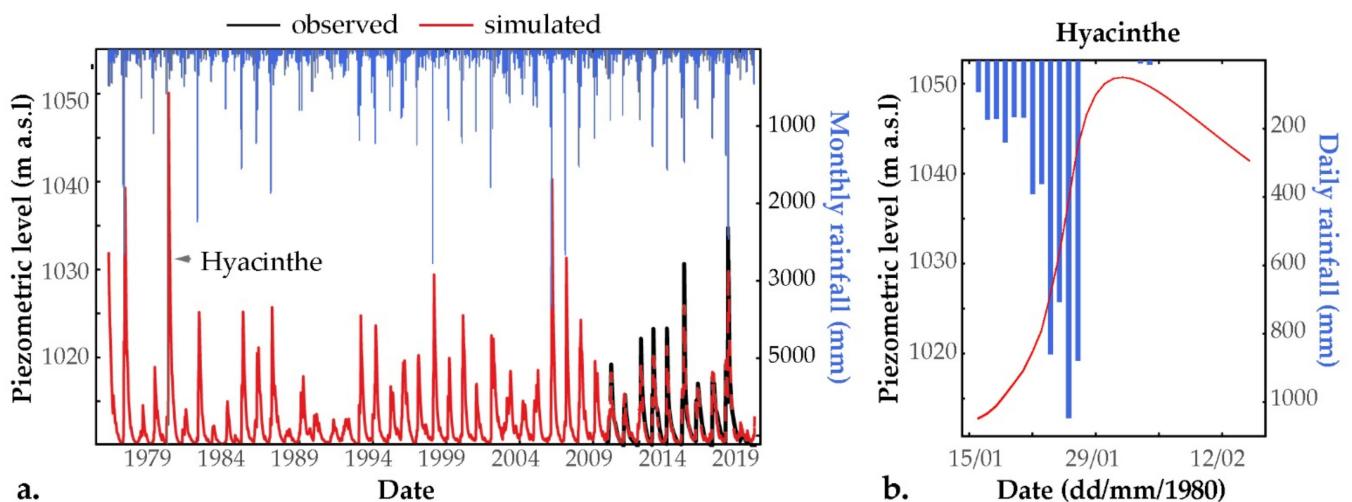 observed simulated
Hyacinthe
Piezometric level (m a.s.l)
1050
1040
1030
1020
Hyacinthe
1000
2000
3000
5000
Monthly rainfall (mm)
1979 1984 1989 1994 1999 2004 2009 2014 2019
a.
Date
Piezometric level (m a.s.l)
1050
1040
1030
1020
200
400
600
800
1000
Daily rainfall (mm)
15/01 29/01 12/02
b.
Date (dd/mm/1980)